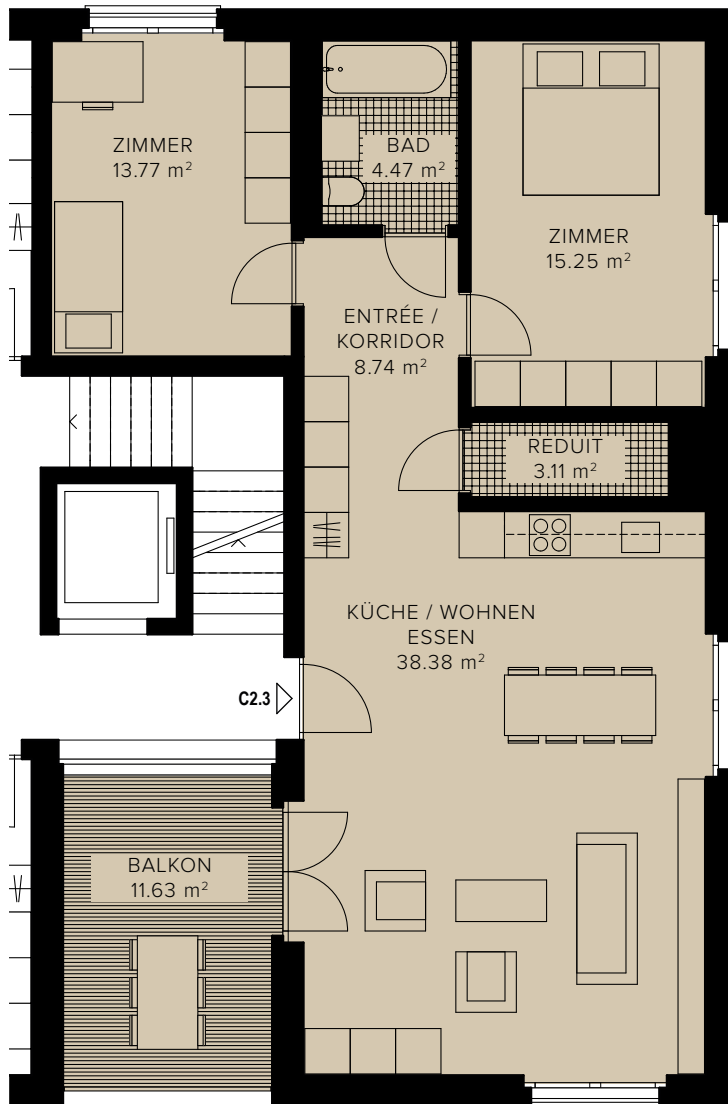 ZIMMER
13.77 m²
BAD
4.47 m²
ZIMMER
15.25 m²
ENTRÉE /
KORRIDOR
8.74 m²
REDUIT
3.11 m²
KÜCHE / WOHNEN
ESSEN
38.38 m²
C2.3
BALKON
11.63 m²